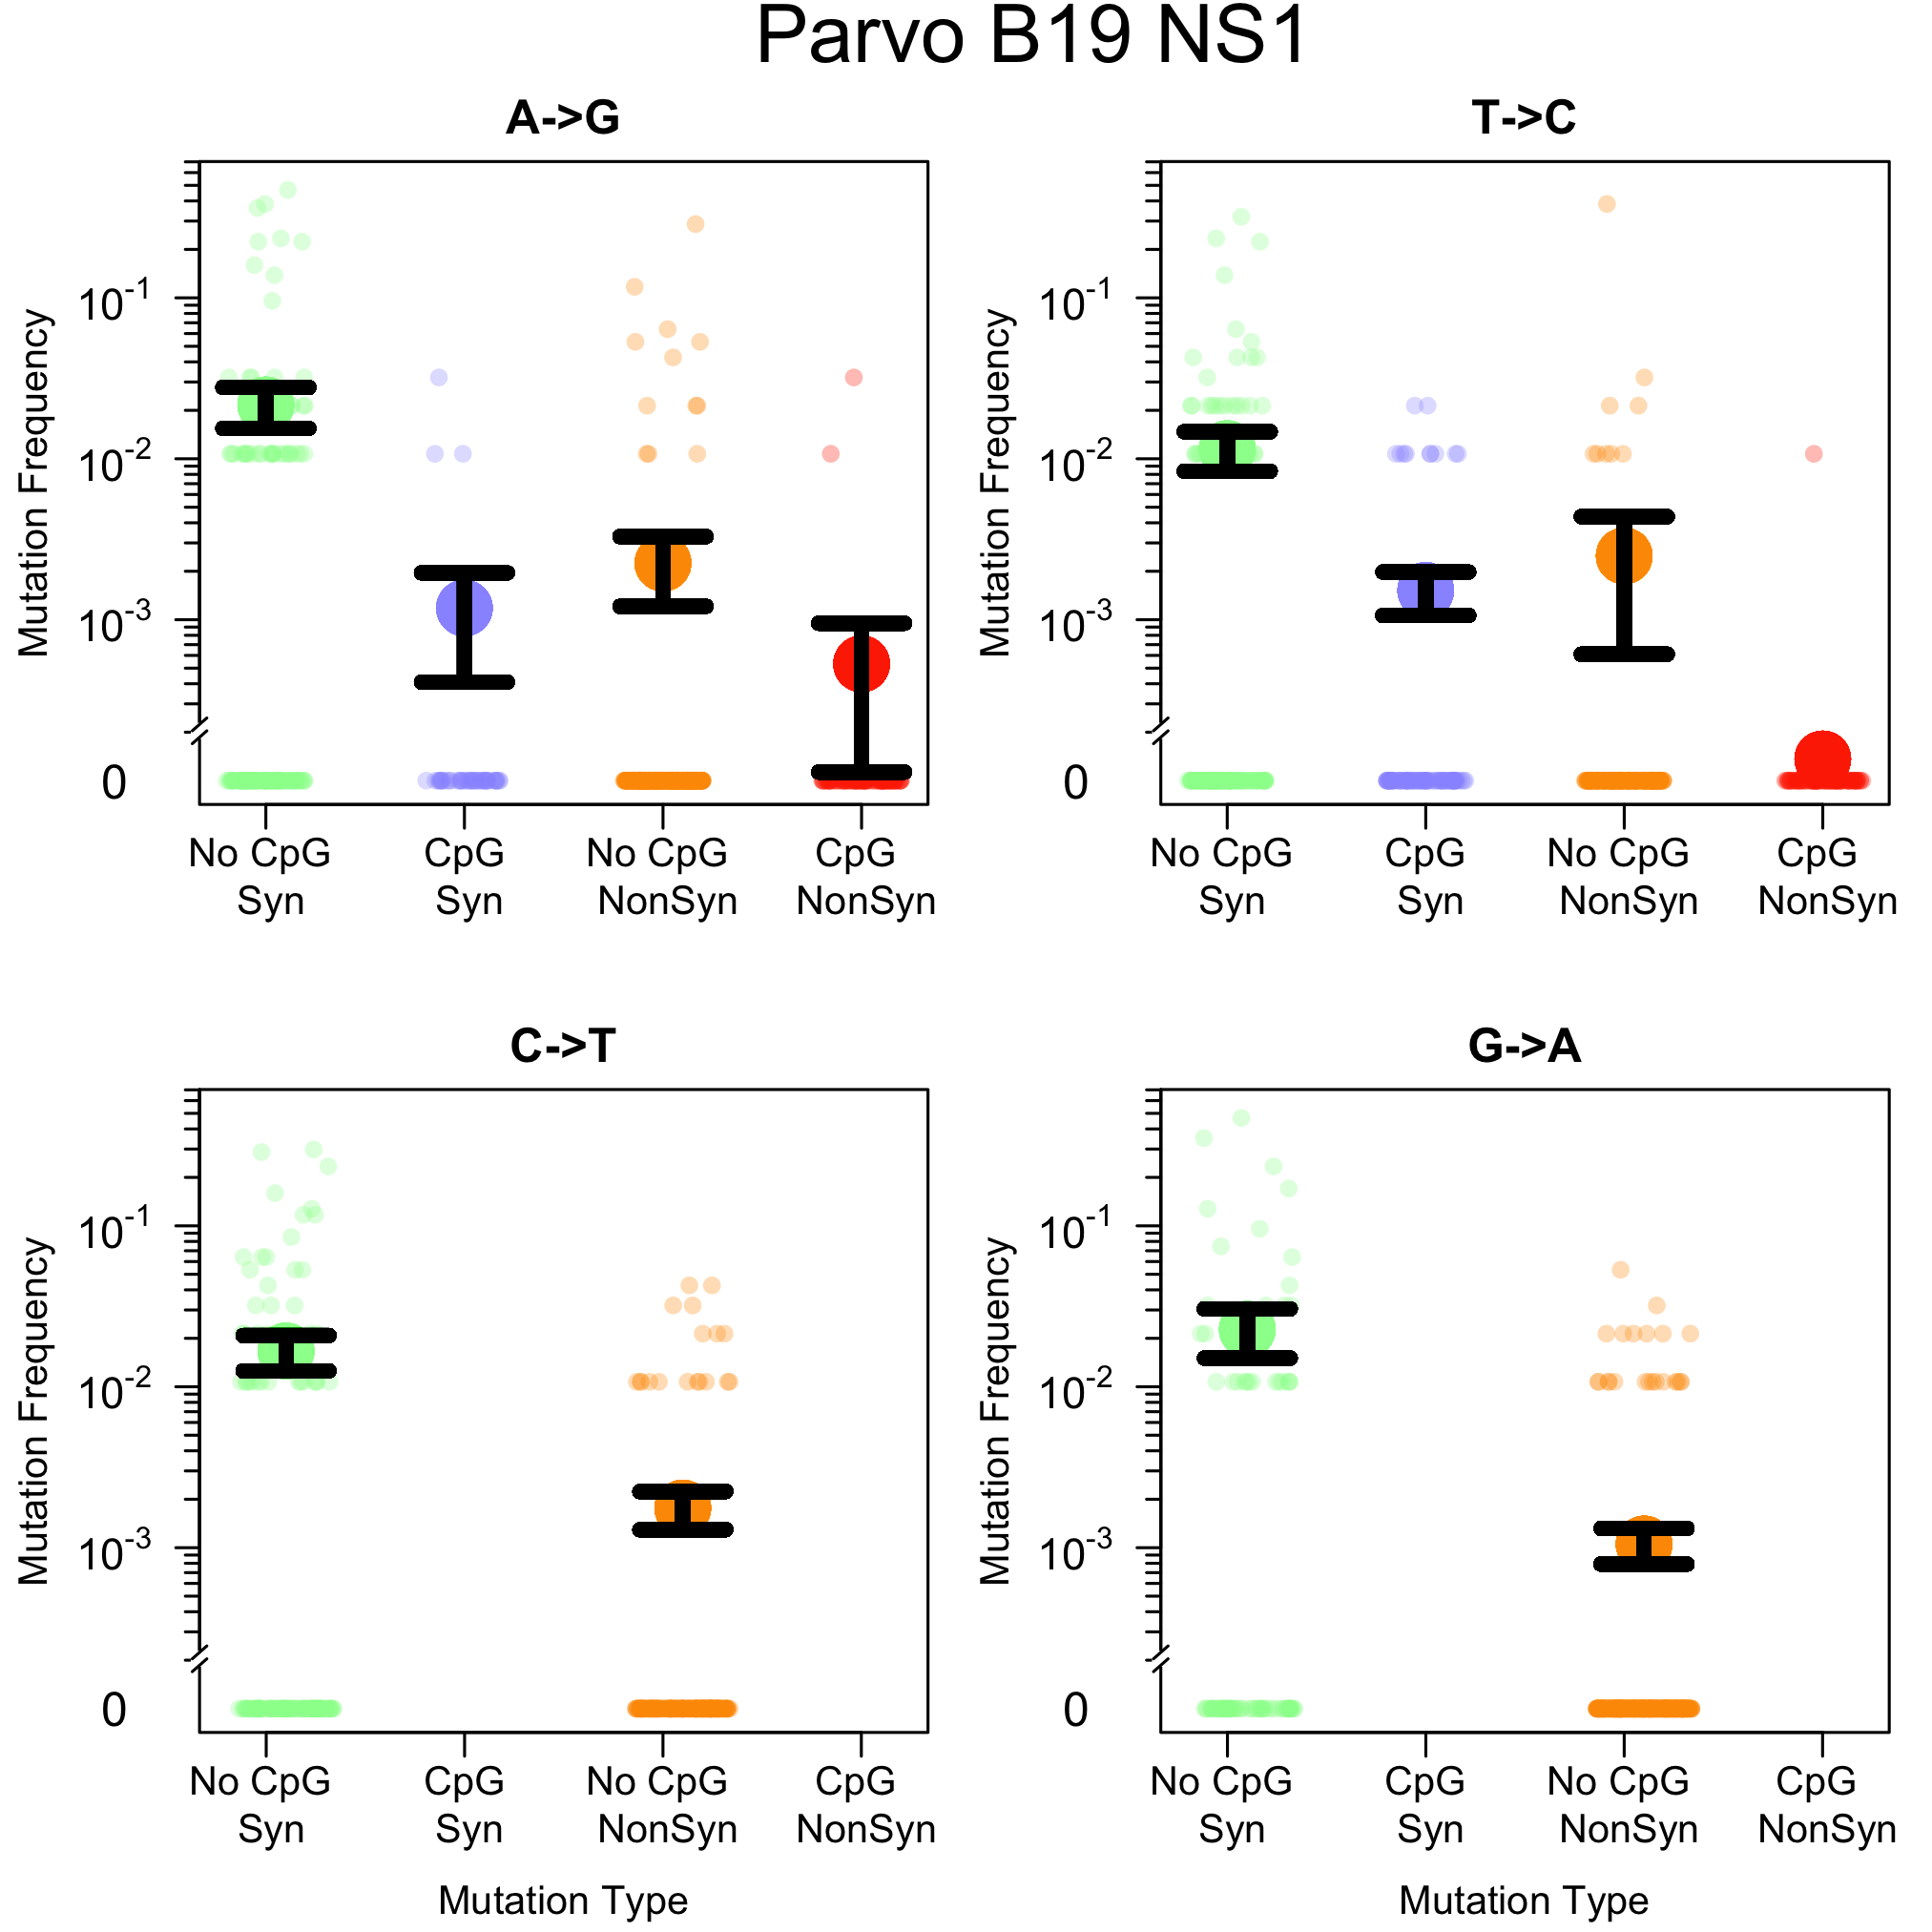 Parvo B19 NS1
A->G
T->C
Mutation Frequency
10-1
10-2
10-3
0
Mutation Frequency
10-1
10-2
10-3
0
No CpG CpG No CpG CpG
Syn Syn NonSyn NonSyn
No CpG CpG No CpG CpG
Syn Syn NonSyn NonSyn
C->T
G->A
Mutation Frequency
10-1
10-2
10-3
0
Mutation Frequency
10-1
10-2
10-3
0
No CpG CpG No CpG CpG
Syn Syn NonSyn NonSyn
No CpG CpG No CpG CpG
Syn Syn NonSyn NonSyn
Mutation Type
Mutation Type